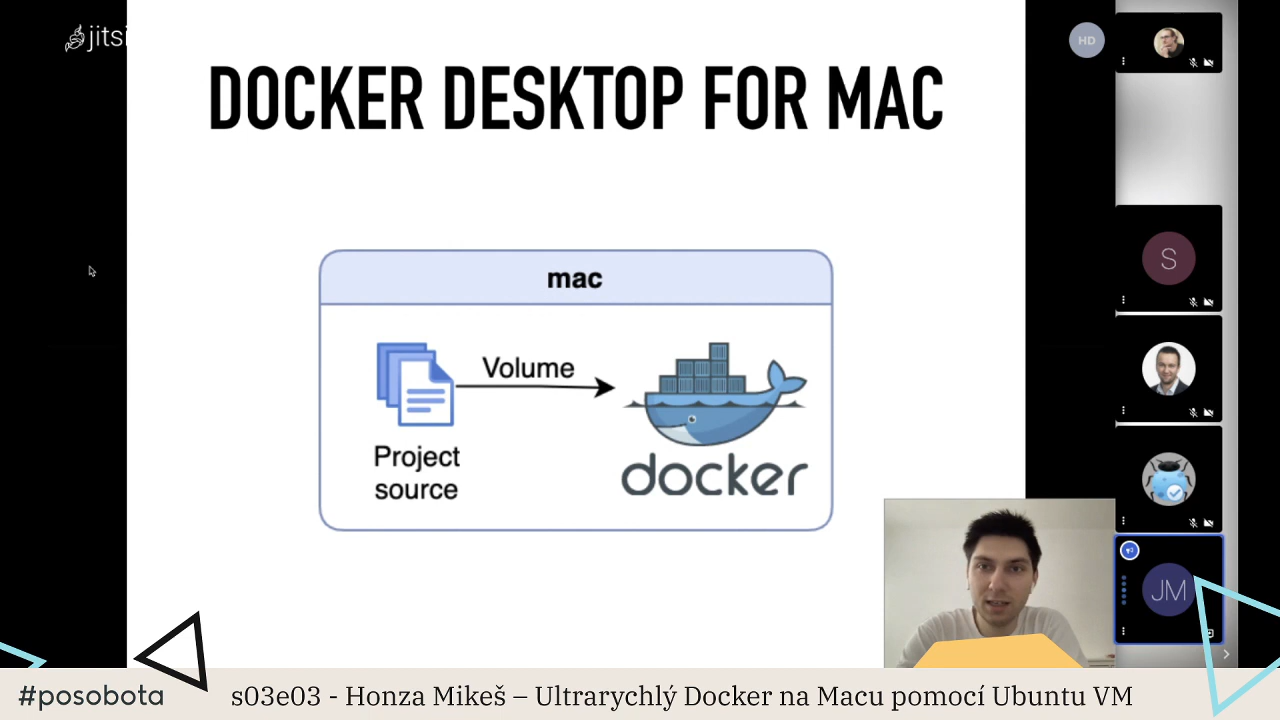 jitsi
HD
DOCKER DESKTOP FOR MAC
mac
Volume
Project
source
docker
S
JM
#posobota
s03e03 - Honza Mikeš – Ultrarychlý Docker na Macu pomocí Ubuntu VM